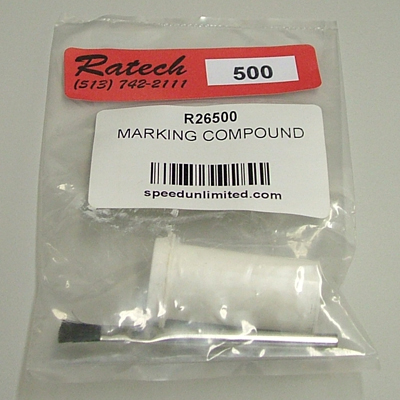 Ratech
(513) 742-2111
500
R26500
MARKING COMPOUND
speedunlimited.com